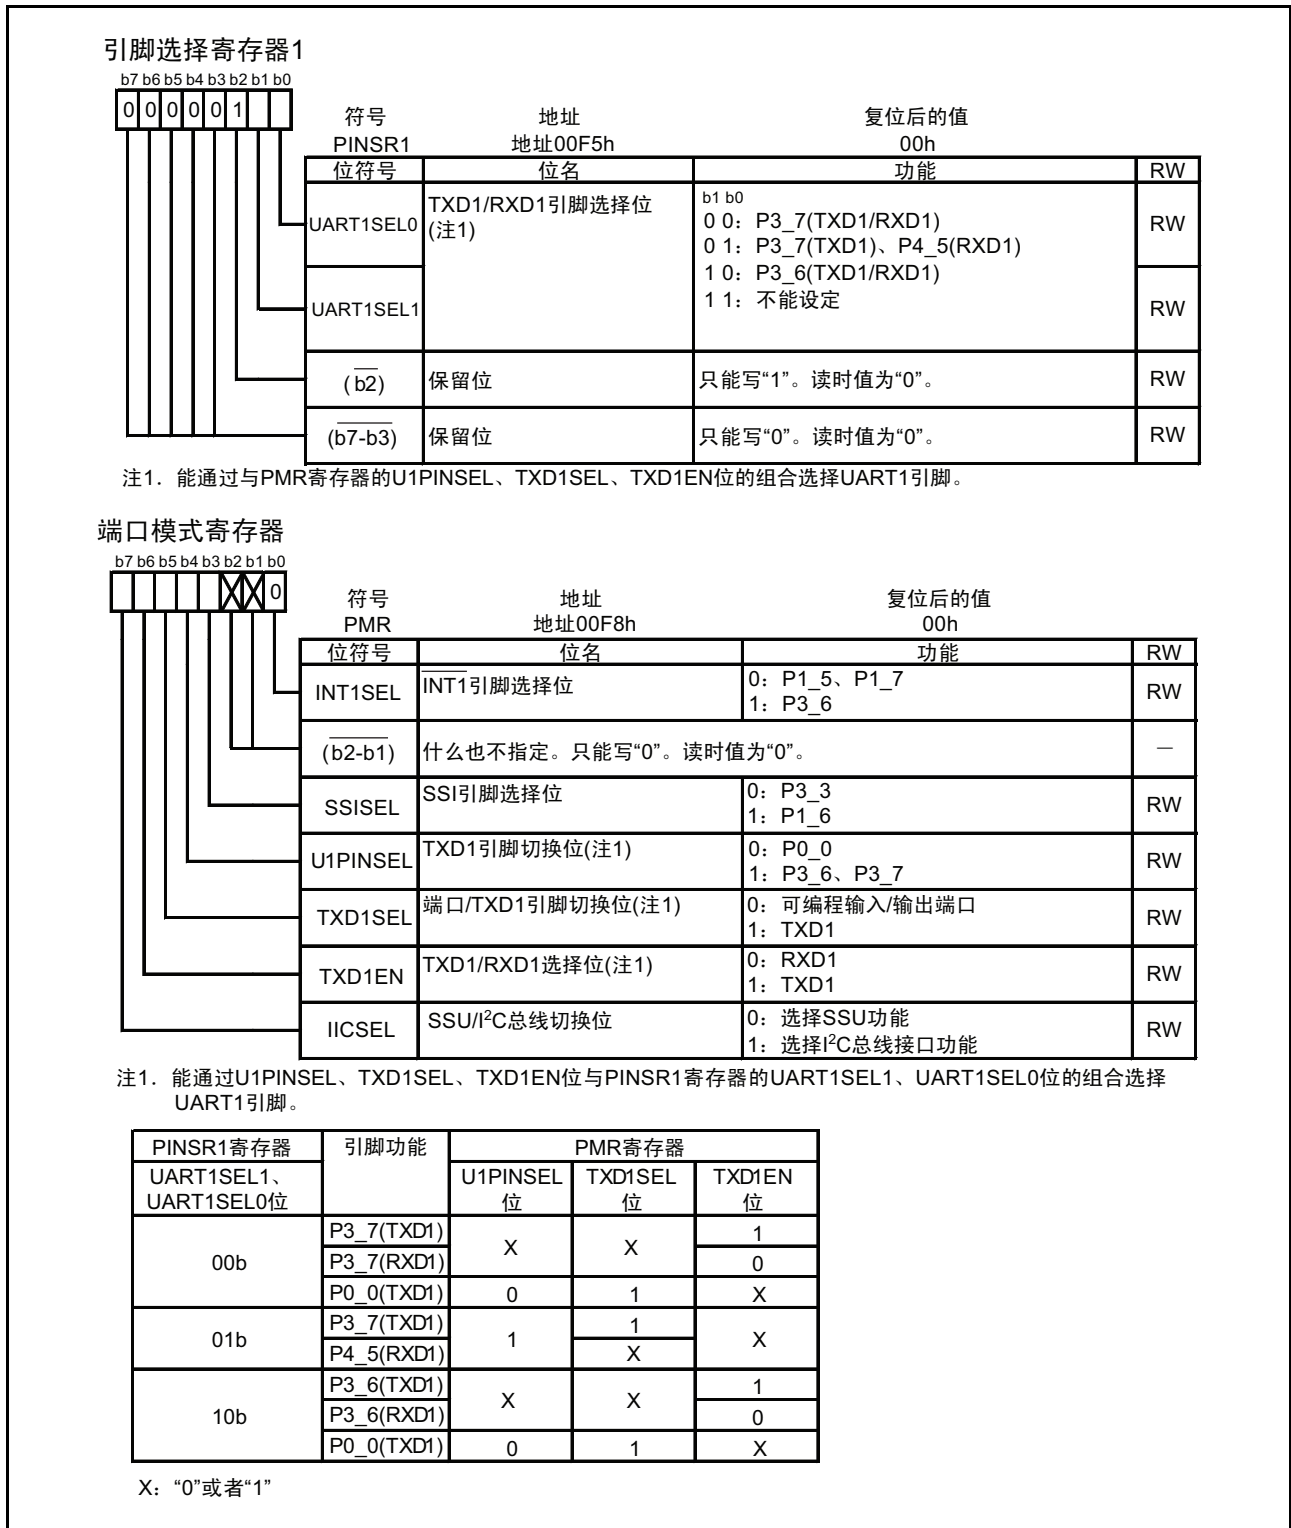 引脚选择寄存器1
b7 b6 b5 b4 b3 b2 b1 b0
0 0 0 0 0 1
符号 地址 复位后的值
PINSR1 地址00F5h 00h
位符号 位名 功能 RW
UART1SEL0 TXD1/RXD1引脚选择位 (注1) RW
b1 b0
0 0：P3_7(TXD1/RXD1)
0 1：P3_7(TXD1)、P4_5(RXD1)
1 0：P3_6(TXD1/RXD1)
1 1：不能设定
UART1SEL1 RW
(b2) 保留位 只能写“1”。读时值为“0”。 RW
(b7-b3) 保留位 只能写“0”。读时值为“0”。 RW
注1．能通过与PMR寄存器的U1PINSEL、TXD1SEL、TXD1EN位的组合选择UART1引脚。
端口模式寄存器
b7 b6 b5 b4 b3 b2 b1 b0
0
符号 地址 复位后的值
PMR 地址00F8h 00h
位符号 位名 功能 RW
INT1SEL INT1引脚选择位 0：P1_5、P1_7 RW
1：P3_6
(b2-b1) 什么也不指定。只能写“0”。读时值为“0”。 —
SSISEL SSI引脚选择位 0：P3_3 RW
1：P1_6
U1PINSEL TXD1引脚切换位(注1) 0：P0_0 RW
1：P3_6、P3_7
TXD1SEL 端口/TXD1引脚切换位(注1) 0：可编程输入/输出端口 RW
1：TXD1
TXD1EN TXD1/RXD1选择位(注1) 0：RXD1 RW
1：TXD1
IICSEL SSU/I²C总线切换位 0：选择SSU功能 RW
1：选择I²C总线接口功能
注1．能通过U1PINSEL、TXD1SEL、TXD1EN位与PINSR1寄存器的UART1SEL1、UART1SEL0位的组合选择
UART1引脚。
PINSR1寄存器 引脚功能 PMR寄存器
UART1SEL1、 U1PINSEL TXD1SEL TXD1EN
UART1SEL0位 位 位 位
00b P3_7(TXD1) X X 1
P3_7(RXD1) 0
P0_0(TXD1) 0 1 X
01b P3_7(TXD1) 1 1 X
P4_5(RXD1) X
10b P3_6(TXD1) X X 1
P3_6(RXD1) 0
P0_0(TXD1) 0 1 X
X：“0”或者“1”